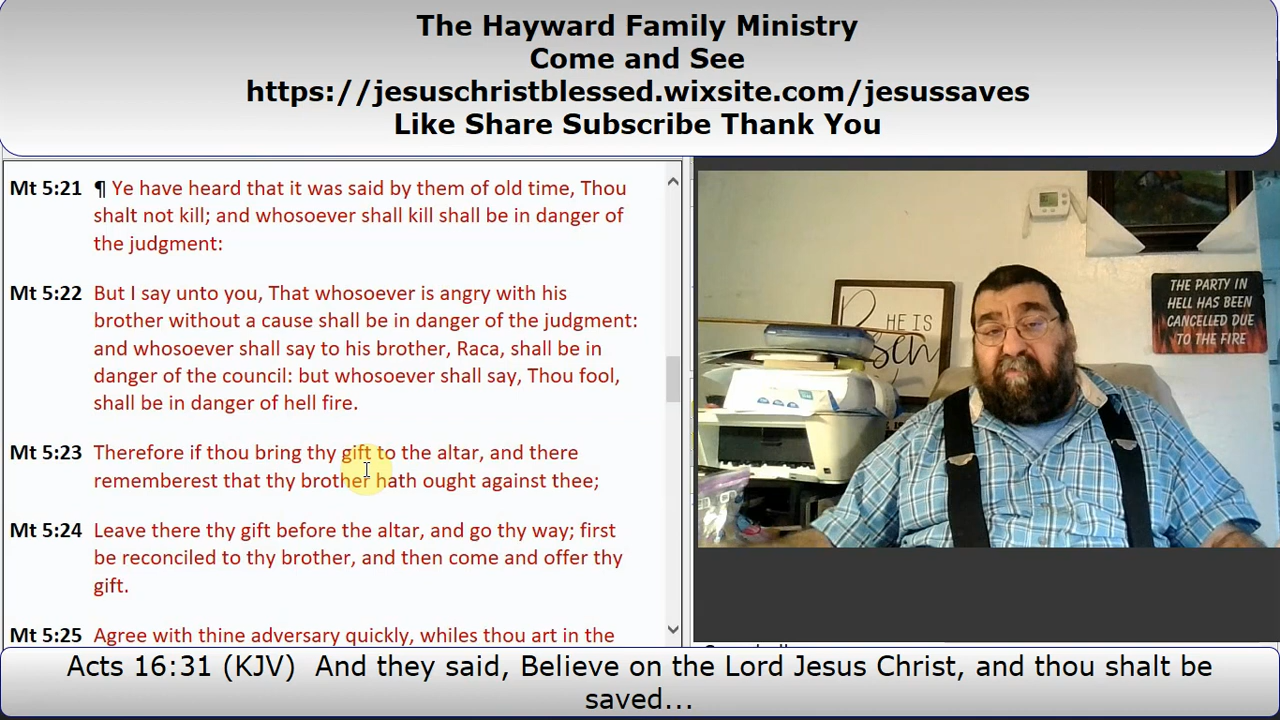 The Hayward Family Ministry
Come and See
https://jesuschristblessed.wixsite.com/jesussaves
Like Share Subscribe Thank You
Mt 5:21 ¶ Ye have heard that it was said by them of old time, Thou
shalt not kill; and whosoever shall kill shall be in danger of
the judgment:
Mt 5:22 But I say unto you, That whosoever is angry with his
brother without a cause shall be in danger of the judgment:
and whosoever shall say to his brother, Raca, shall be in
danger of the council: but whosoever shall say, Thou fool,
shall be in danger of hell fire.
Mt 5:23 Therefore if thou bring thy gift to the altar, and there
rememberest that thy brother hath ought against thee;
Mt 5:24 Leave there thy gift before the altar, and go thy way; first
be reconciled to thy brother, and then come and offer thy
gift.
Mt 5:25 Agree with thine adversary quickly, whiles thou art in the
HE IS
THE PARTY IN
HELL HAS BEEN
CANCELLED DUE
TO THE FIRE
Acts 16:31 (KJV) And they said, Believe on the Lord Jesus Christ, and thou shalt be
saved...